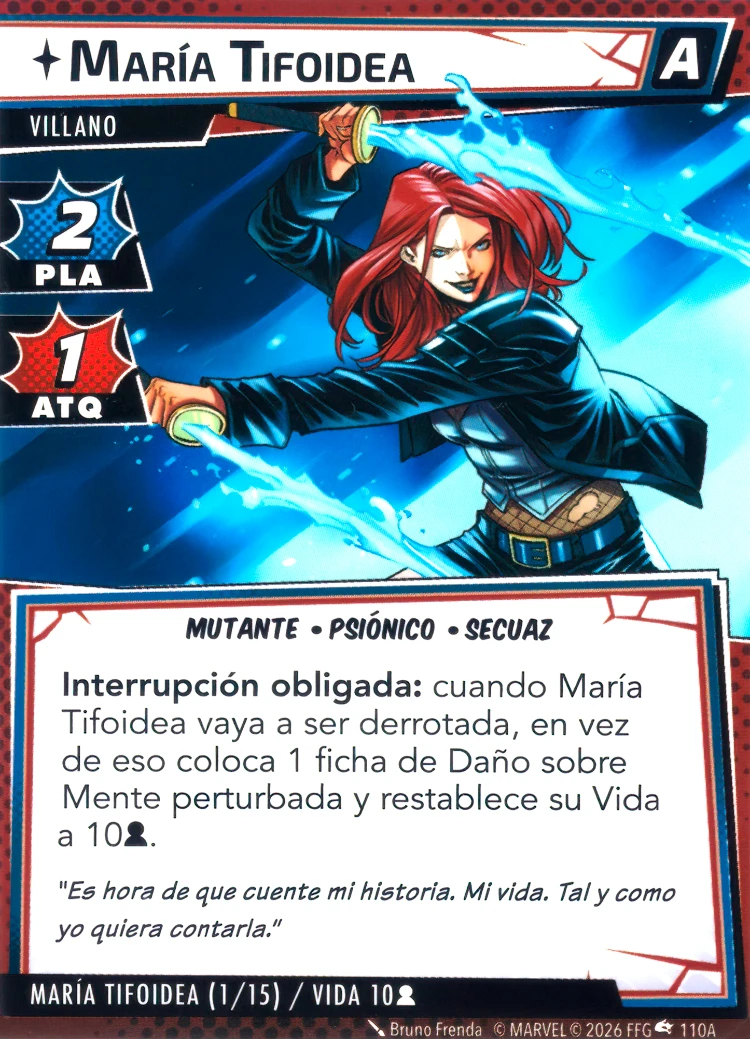 MARÍA TIFOIDEA
A
VILLANO
2
PLA
1
ATQ
MUTANTE • PSIÓNICO • SECUAZ
Interrupción obligada: cuando María
Tifoidea vaya a ser derrotada, en vez
de eso coloca 1 ficha de Daño sobre
Mente perturbada y restablece su Vida
a 10.
"Es hora de que cuente mi historia. Mi vida. Tal y como
yo quiera contarla."
MARÍA TIFOIDEA (1/15) / VIDA 10
Bruno Frenda © MARVEL © 2026 FFG 110A